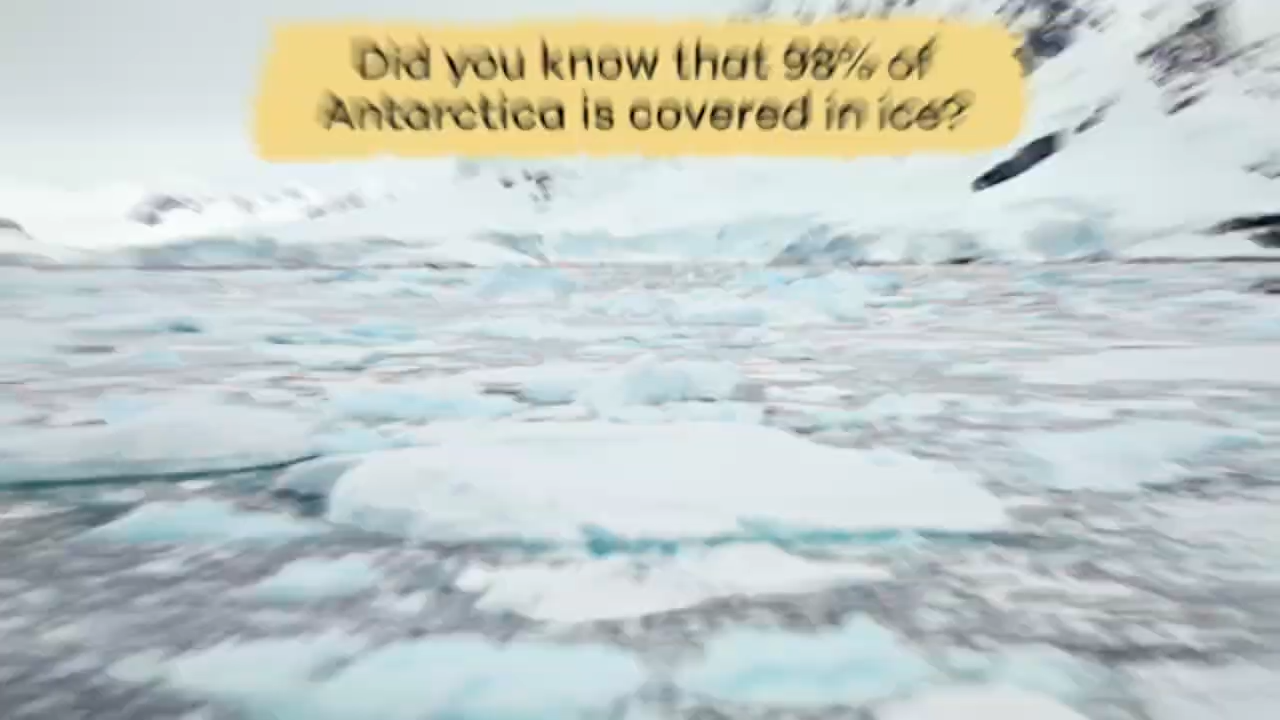 Did you know that 98% of
Antarctica is covered in ice?